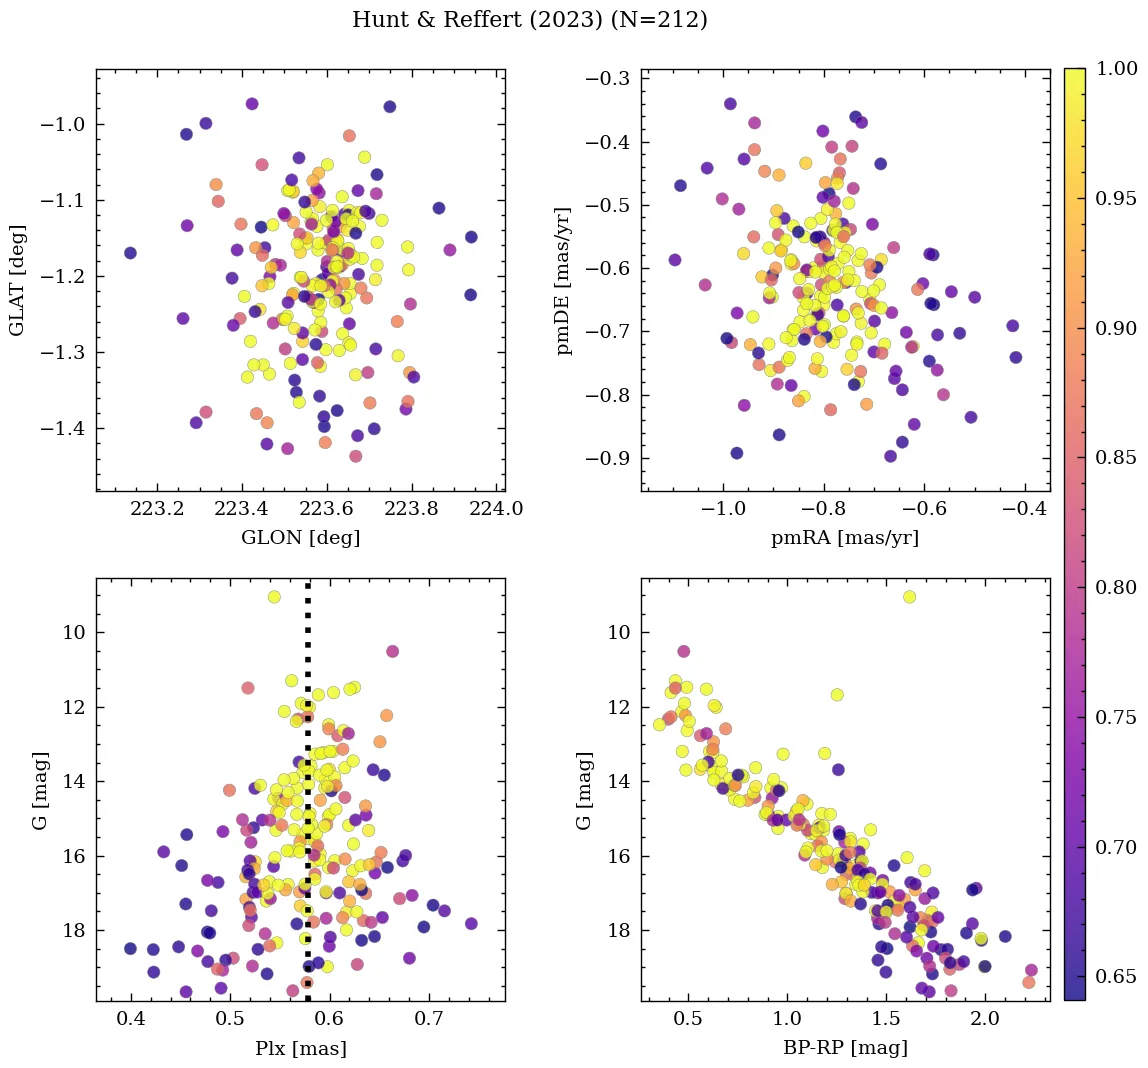 Hunt & Reffert (2023) (N=212)
−1.0
−1.1
−1.2
−1.3
−1.4
GLAT [deg]
223.2 223.4 223.6 223.8 224.0
GLON [deg]
−0.3
−0.4
−0.5
−0.6
−0.7
−0.8
−0.9
pmDE [mas/yr]
−1.0 −0.8 −0.6 −0.4
pmRA [mas/yr]
10
12
14
16
18
G [mag]
0.4 0.5 0.6 0.7
Plx [mas]
10
12
14
16
18
G [mag]
0.5 1.0 1.5 2.0
BP-RP [mag]
1.00
0.95
0.90
0.85
0.80
0.75
0.70
0.65